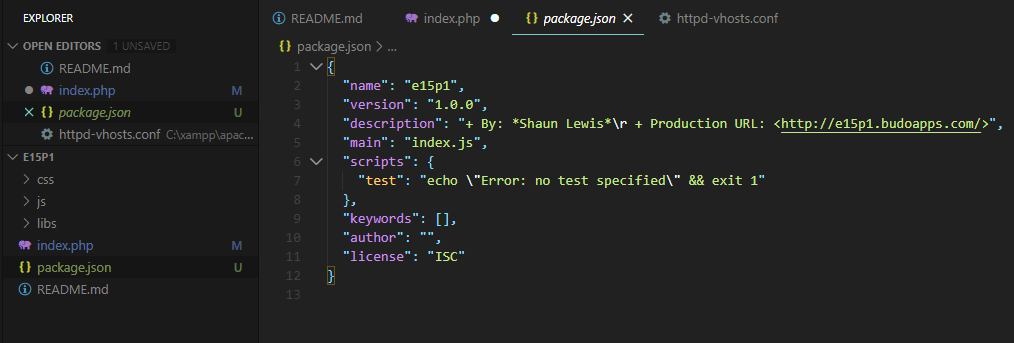 EXPLORER
OPEN EDITORS 1 UNSAVED
README.md
index.php M
package.json U
httpd-vhosts.conf C:\xampp\apac...
E15P1
css
js
libs
index.php M
package.json U
README.md
README.md index.php package.json httpd-vhosts.conf
package.json > ...
1 {
2 "name": "e15p1",
3 "version": "1.0.0",
4 "description": "+ By: *Shaun Lewis*\r + Production URL: <http://e15p1.budoapps.com/>",
5 "main": "index.js",
6 "scripts": {
7 "test": "echo \"Error: no test specified\" && exit 1"
8 },
9 "keywords": [],
10 "author": "",
11 "license": "ISC"
12 }
13